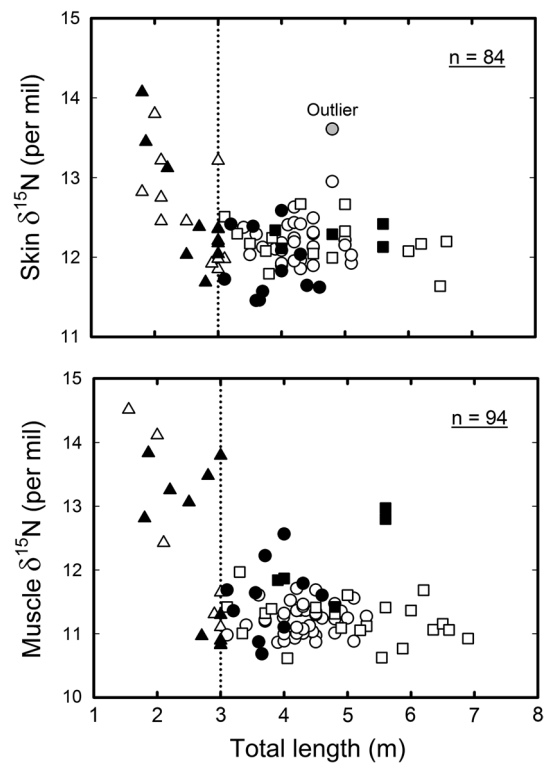 15
n = 84
14
Outlier
13
12
11
Skin δ¹⁵N (per mil)
15
n = 94
14
13
12
11
10
Muscle δ¹⁵N (per mil)
1 2 3 4 5 6 7 8
Total length (m)